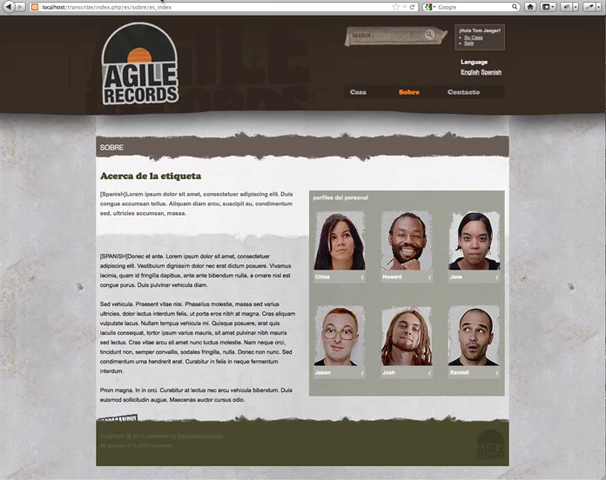 localhost/transcribe/index.php/es/sobre/es_index
Google
AGILE
RECORDS
SEARCH
¡Hola Tom Jaeger!
Su Casa
Salir
Language
English Spanish
Casa
Sobre
Contacto
SOBRE
Acerca de la etiqueta
[Spanish]Lorem ipsum dolor sit amet, consectetuer adipiscing elit. Duis
congue accumsan tellus. Aliquam diam arcu, suscipit eu, condimentum
sed, ultricies accumsan, massa.
[SPANISH]Donec et ante. Lorem ipsum dolor sit amet, consectetuer
adipiscing elit. Vestibulum dignissim dolor nec erat dictum posuere. Vivamus
lacinia, quam id fringilla dapibus, ante ante bibendum nulla, a ornare nisl est
congue purus. Duis pulvinar vehicula diam.
Sed vehicula. Praesent vitae nisi. Phasellus molestie, massa sed varius
ultricies, dolor lectus interdum felis, ut porta eros nibh at magna. Cras aliquam
vulputate lacus. Nullam tempus vehicula mi. Quisque posuere, erat quis
iaculis consequat, tortor ipsum varius mauris, sit amet pulvinar nibh mauris
sed lectus. Cras vitae arcu sit amet nunc luctus molestie. Nam neque orci,
tincidunt non, semper convallis, sodales fringilla, nulla. Donec non nunc. Sed
condimentum urna hendrerit erat. Curabitur in felis in neque fermentum
interdum.
Proin magna. In in orci. Curabitur at lectus nec arcu vehicula bibendum. Duis
euismod sollicitudin augue. Maecenas auctor cursus odio.
perfiles del personal
Chloe
Howard
Jane
Jason
Josh
Randell